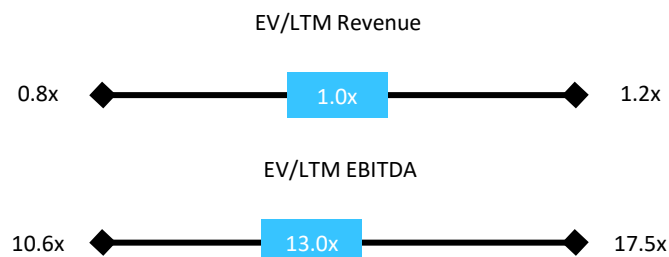 EV/LTM Revenue
0.8x 1.0x 1.2x
EV/LTM EBITDA
10.6x 13.0x 17.5x